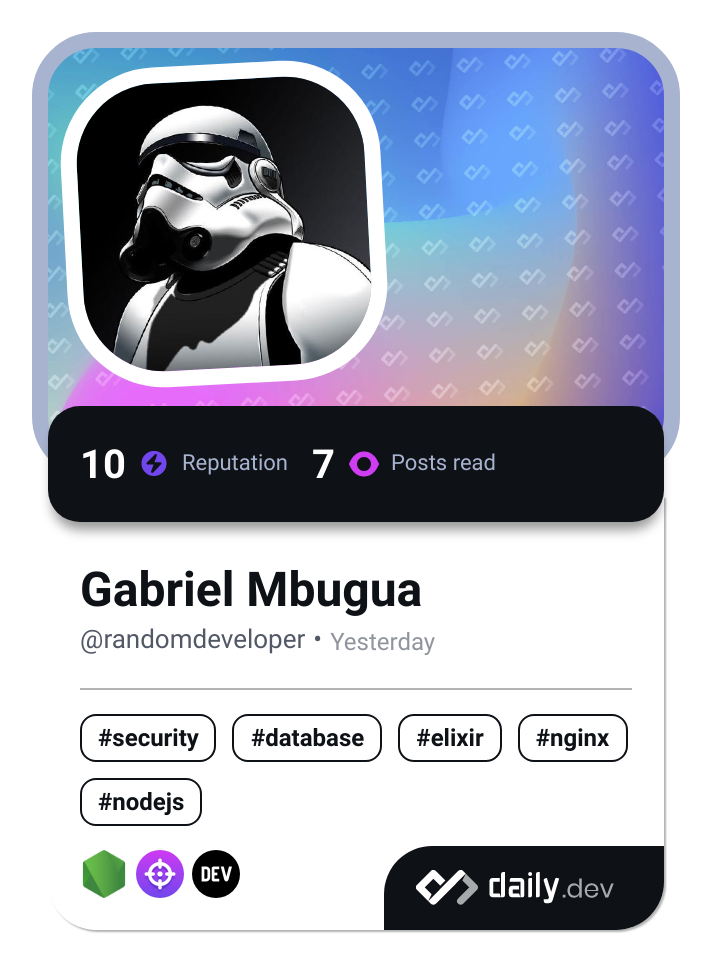 10 Reputation 7 Posts read
Gabriel Mbugua
@randomdeveloper • Yesterday
#security #database #elixir #nginx
#nodejs
DEV
daily.dev